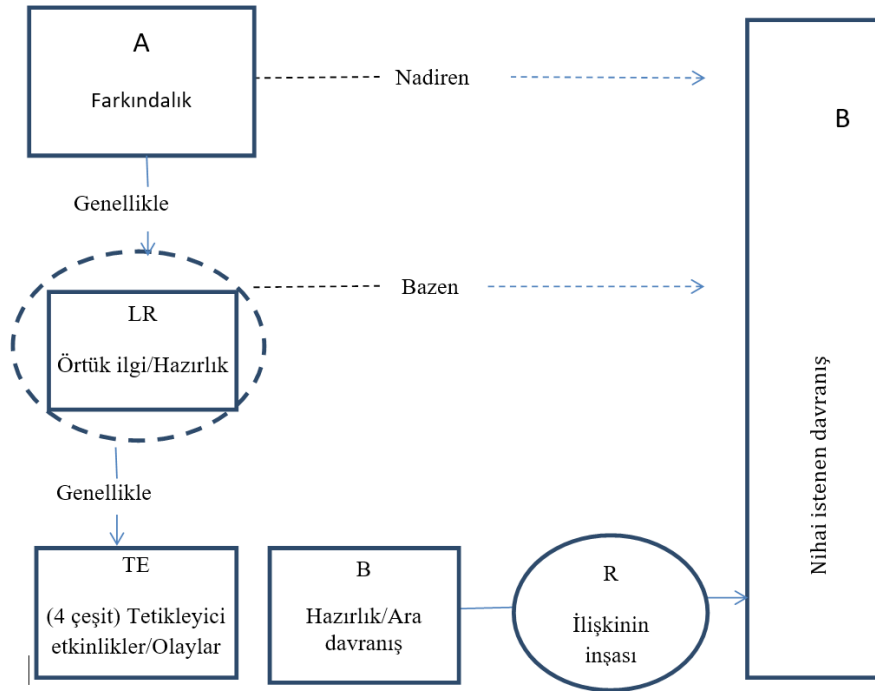 A
Farkındalık
Nadiren
B
Genellikle
Bazen
LR
Örtük ilgi/Hazırlık
Nihai istenen davranış
Genellikle
TE
(4 çeşit) Tetikleyici
etkinlikler/Olaylar
B
Hazırlık/Ara
davranış
R
İlişkinin
inşası